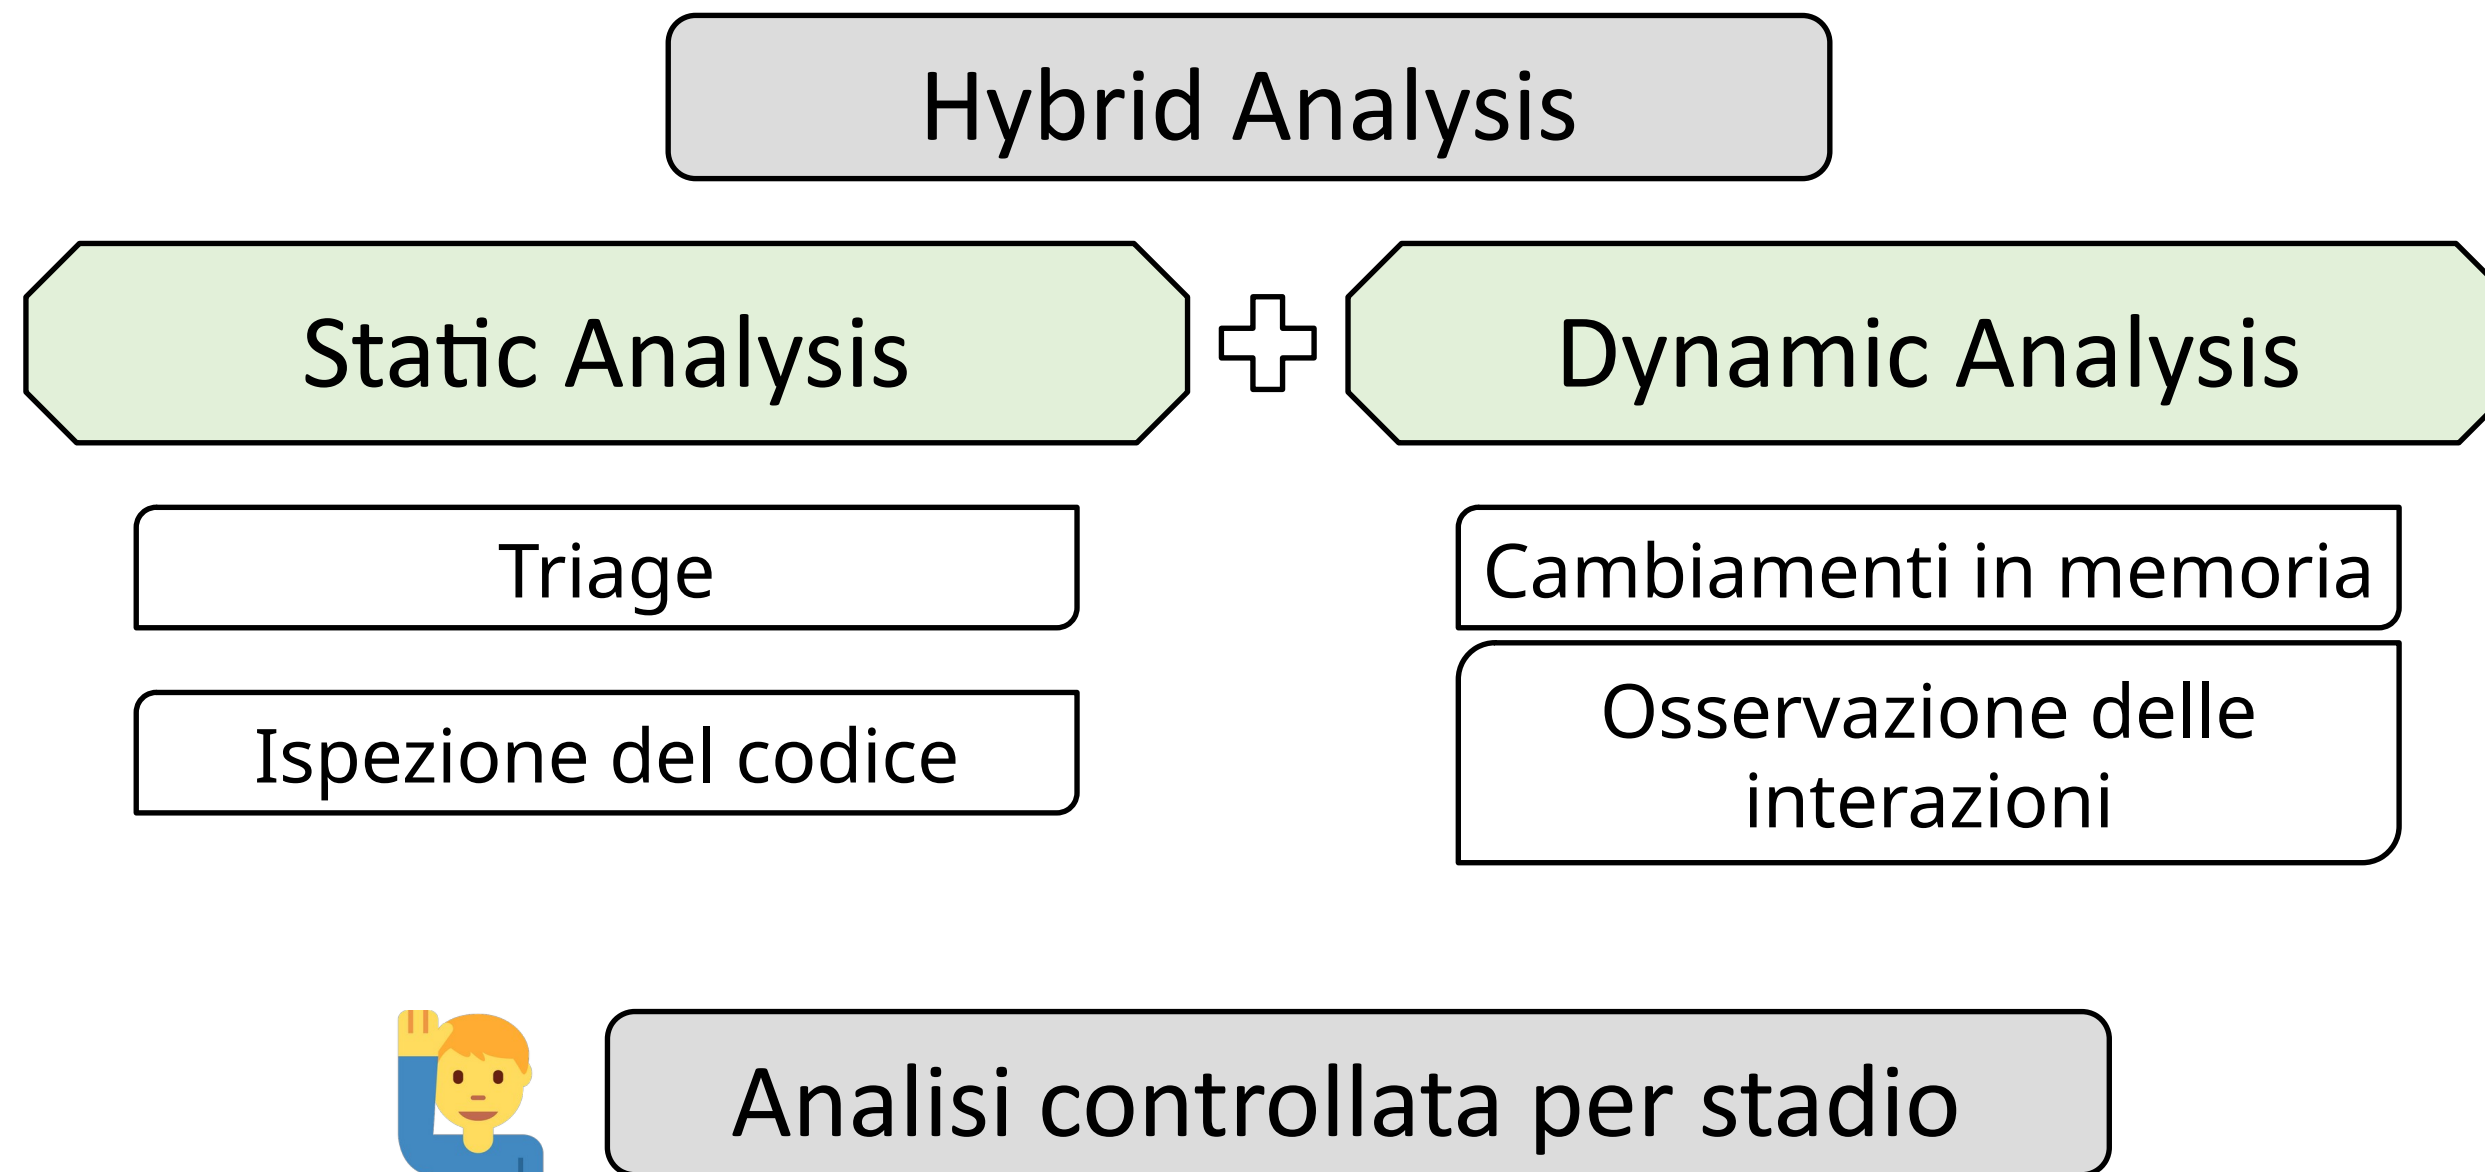 Hybrid Analysis
Static Analysis
Dynamic Analysis
Triage
Ispezione del codice
Cambiamenti in memoria
Osservazione delle
interazioni
Analisi controllata per stadio